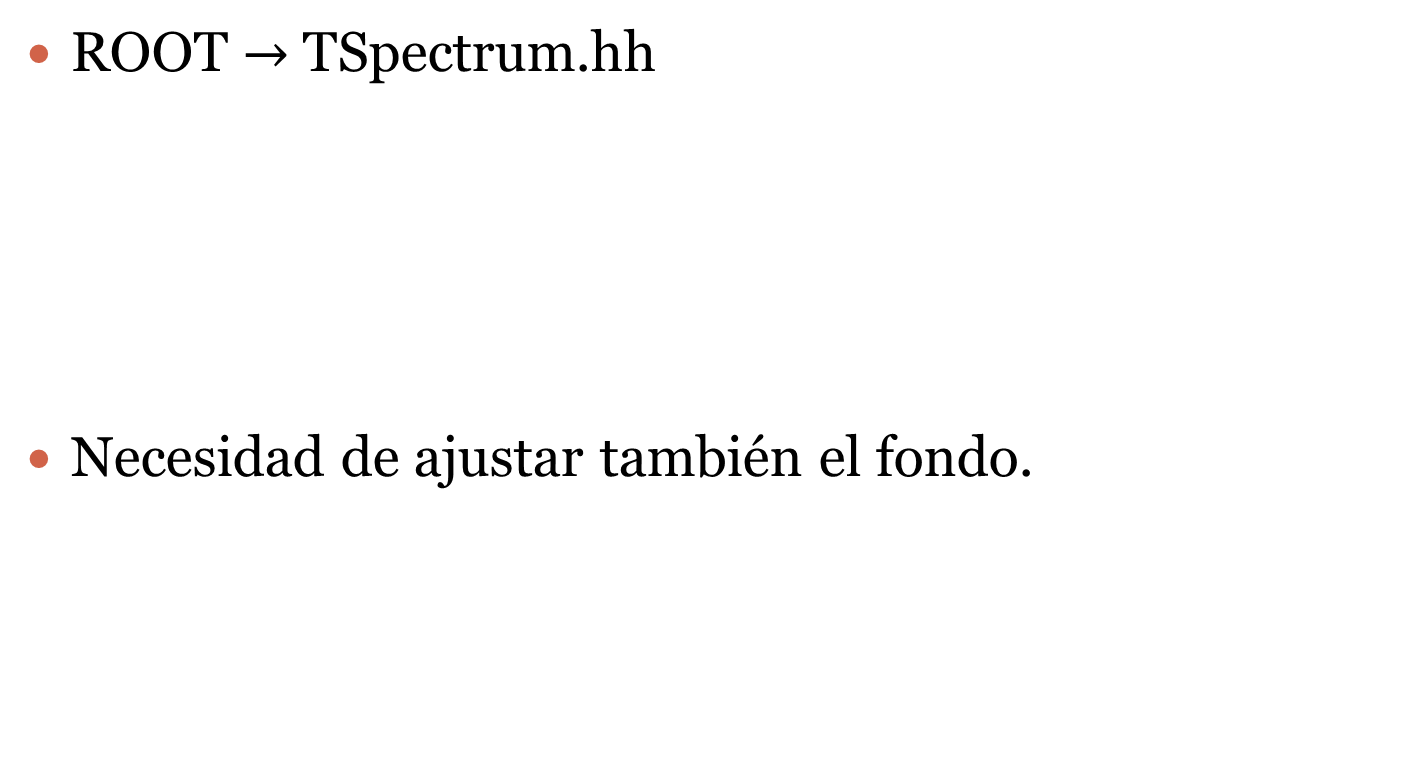 • ROOT → TSpectrum.hh
• Necesidad de ajustar también el fondo.